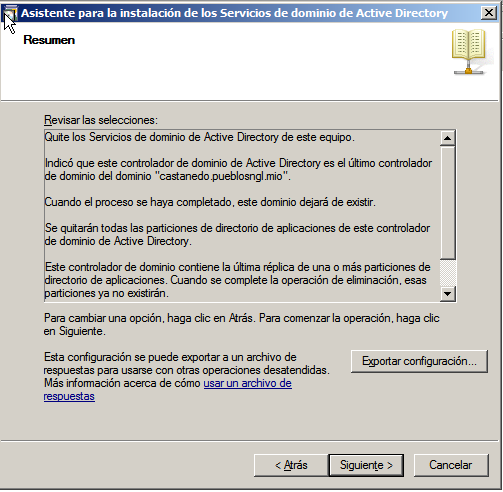 Asistente para la instalación de los Servicios de dominio de Active Directory
Resumen
Revisar las selecciones:
Quite los Servicios de dominio de Active Directory de este equipo.
Indicó que este controlador de dominio de Active Directory es el último controlador
de dominio del dominio "castanedo.pueblosngl.mio".
Cuando el proceso se haya completado, este dominio dejará de existir.
Se quitarán todas las particiones de directorio de aplicaciones de este controlador
de dominio de Active Directory.
Este controlador de dominio contiene la última réplica de una o más particiones de
directorio de aplicaciones. Cuando se complete la operación de eliminación, esas
particiones ya no existirán.
Para cambiar una opción, haga clic en Atrás. Para comenzar la operación, haga clic
en Siguiente.
Esta configuración se puede exportar a un archivo de
respuestas para usarse con otras operaciones desatendidas.
Más información acerca de cómo usar un archivo de
respuestas
Exportar configuración...
< Atrás
Siguiente >
Cancelar